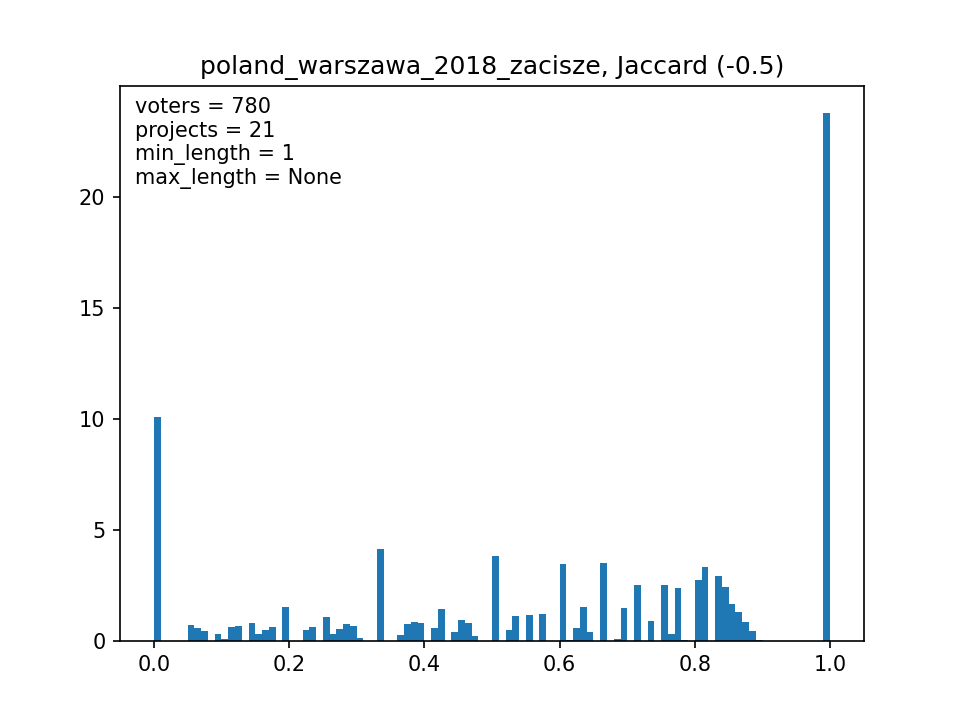 poland_warszawa_2018_zacisze, Jaccard (-0.5)
voters = 780
projects = 21
min_length = 1
max_length = None
20
15
10
5
0
0.0 0.2 0.4 0.6 0.8 1.0